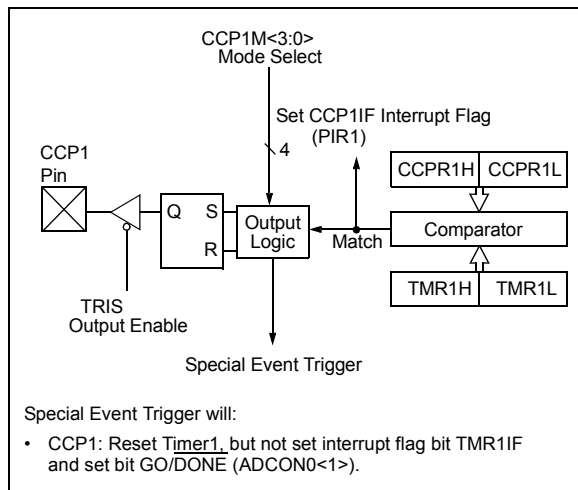 CCP1M<3:0>
Mode Select
Set CCP1IF Interrupt Flag
(PIR1)
4
CCP1
Pin
CCPR1H CCPR1L
Q S
R
Output
Logic
Match
Comparator
TRIS
Output Enable
TMR1H TMR1L
Special Event Trigger
Special Event Trigger will:
• CCP1: Reset Timer1, but not set interrupt flag bit TMR1IF
and set bit GO/DONE (ADCON0<1>).